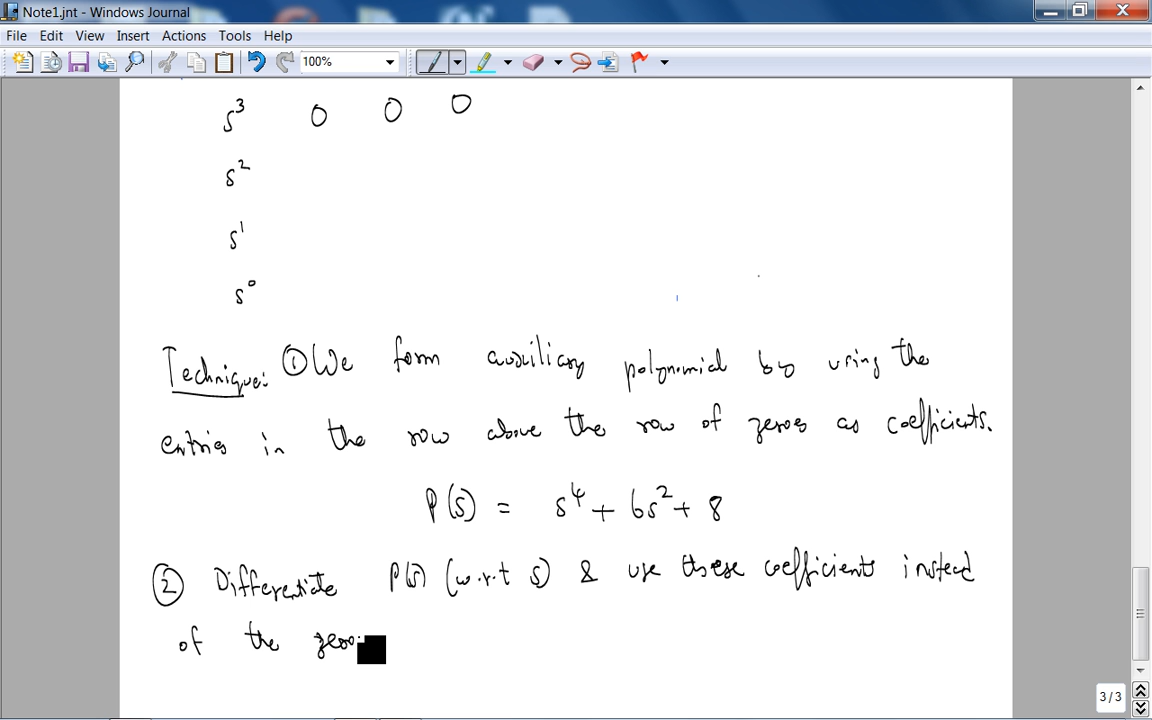 Note1.jnt - Windows Journal
File Edit View Insert Actions Tools Help
100%
s³ 0 0 0
s²
s¹
s⁰
Technique: ① We form auxiliary polynomial by using the
entries in the row above the row of zeroes as coefficients.
P(s) = s⁴ + 6s² + 8
② Differentiate P(s) (w.r.t s) & use these coefficients instead
of the
3/3